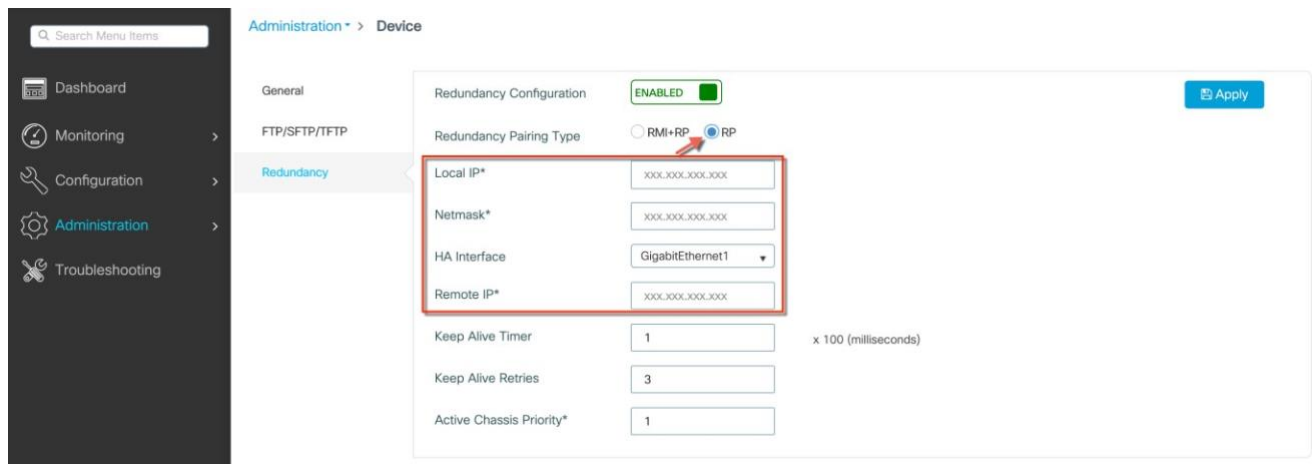 Search Menu Items
Administration > Device
Dashboard
Monitoring >
Configuration >
Administration >
Troubleshooting
General
FTP/SFTP/TFTP
Redundancy
Redundancy Configuration ENABLED Apply
Redundancy Pairing Type RMI+RP RP
Local IP* xxx.xxx.xxx.xxx
Netmask* xxx.xxx.xxx.xxx
HA Interface GigabitEthernet1
Remote IP* xxx.xxx.xxx.xxx
Keep Alive Timer 1 x 100 (milliseconds)
Keep Alive Retries 3
Active Chassis Priority* 1